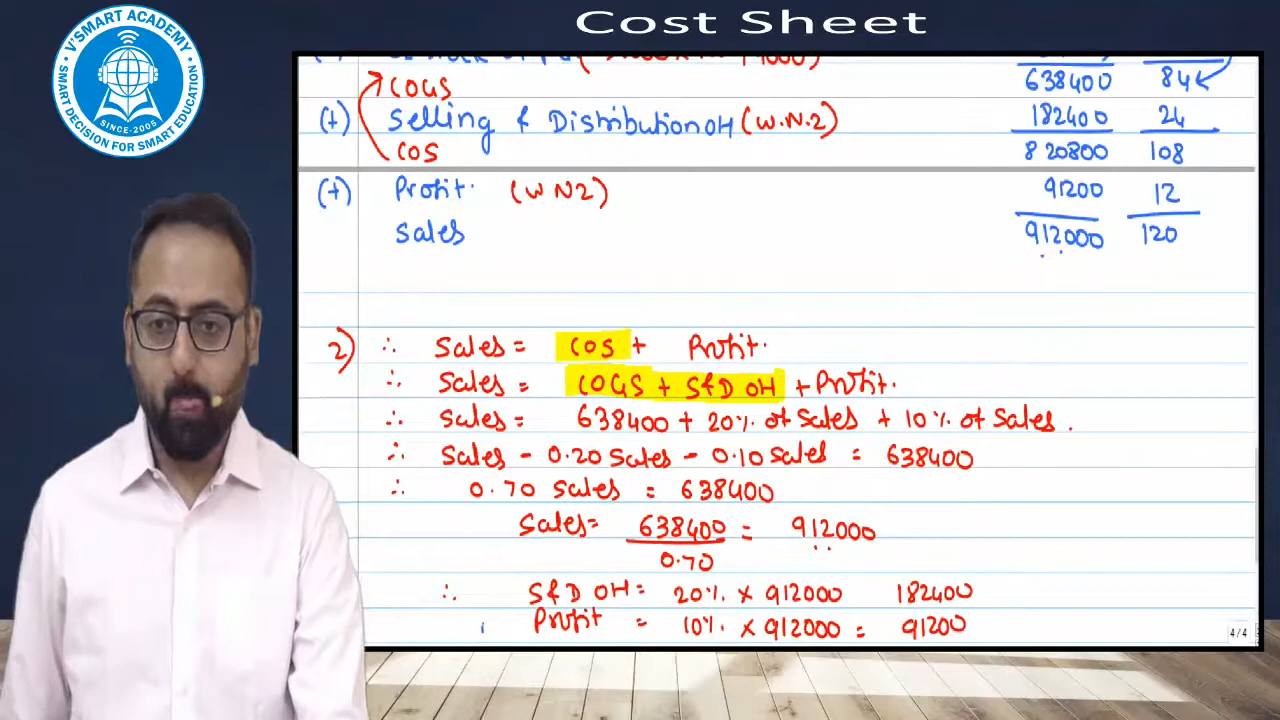 Cost Sheet
V'SMART ACADEMY
SINCE-2005
SMART DECISION FOR SMART EDUCATION
COGS 638400 84
(+) Selling & Distribution OH (W.N.2) 182400 24
COS 820800 108
(+) Profit. (W N2) 91200 12
Sales 912000 120
2) ∴ Sales = COS + Profit.
∴ Sales = COGS + S&D OH + Profit.
∴ Sales = 638400 + 20% of Sales + 10% of Sales.
∴ Sales - 0.20 Sales - 0.10 Sales = 638400
∴ 0.70 Sales = 638400
Sales = 638400 = 912000
0.70
∴ S&D OH = 20% × 912000 182400
Profit = 10% × 912000 = 91200
4/4